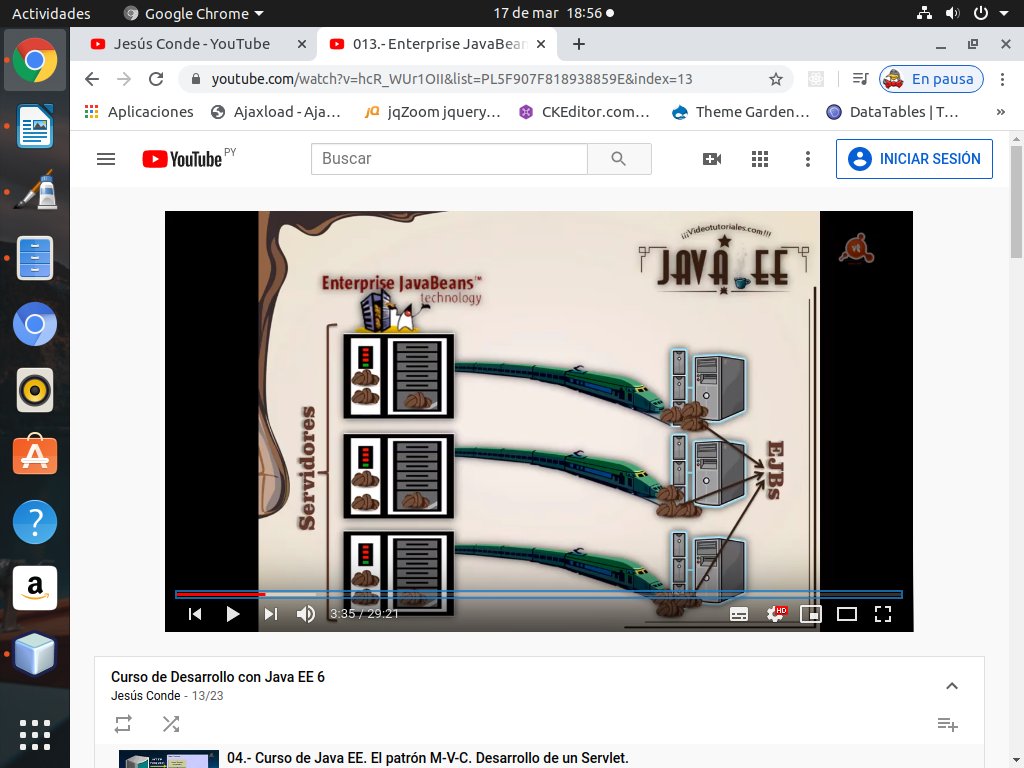 Actividades
Google Chrome
17 de mar 18:56
Jesús Conde - YouTube
013.- Enterprise JavaBean
youtube.com/watch?v=hcR_WUr1OII&list=PL5F907F818938859E&index=13
En pausa
Aplicaciones
Ajaxload - Aja...
jqZoom jquery...
CKEditor.com...
Theme Garden...
DataTables | T...
»
YouTube PY
Buscar
INICIAR SESIÓN
¡¡¡Videotutoriales.com!!!
JAVA EE
vt
Enterprise JavaBeans™
technology
Servidores
EJBs
3:35 / 29:21
HD
Curso de Desarrollo con Java EE 6
Jesús Conde - 13/23
04.- Curso de Java EE. El patrón M-V-C. Desarrollo de un Servlet.
a